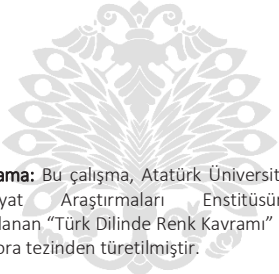 ama: Bu çalışma, Atatürk Üniversit
yat Araştırmaları Enstitüsün
lanan “Türk Dilinde Renk Kavramı”
ora tezinden türetilmiştir.